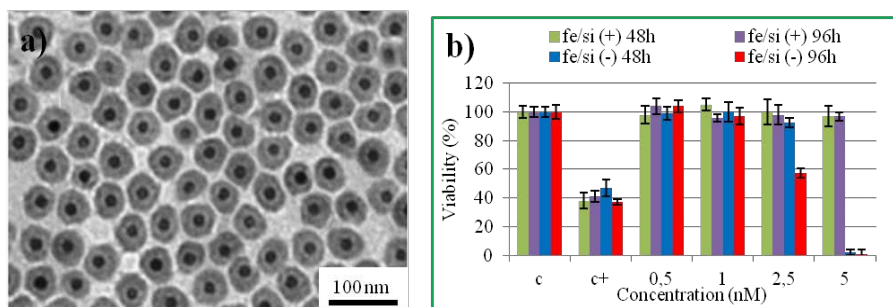 a)
100 nm
b)
fe/si (+) 48h
fe/si (+) 96h
fe/si (-) 48h
fe/si (-) 96h
Viability (%)
120
100
80
60
40
20
0
c
c+
0,5
1
2,5
5
Concentration (nM)